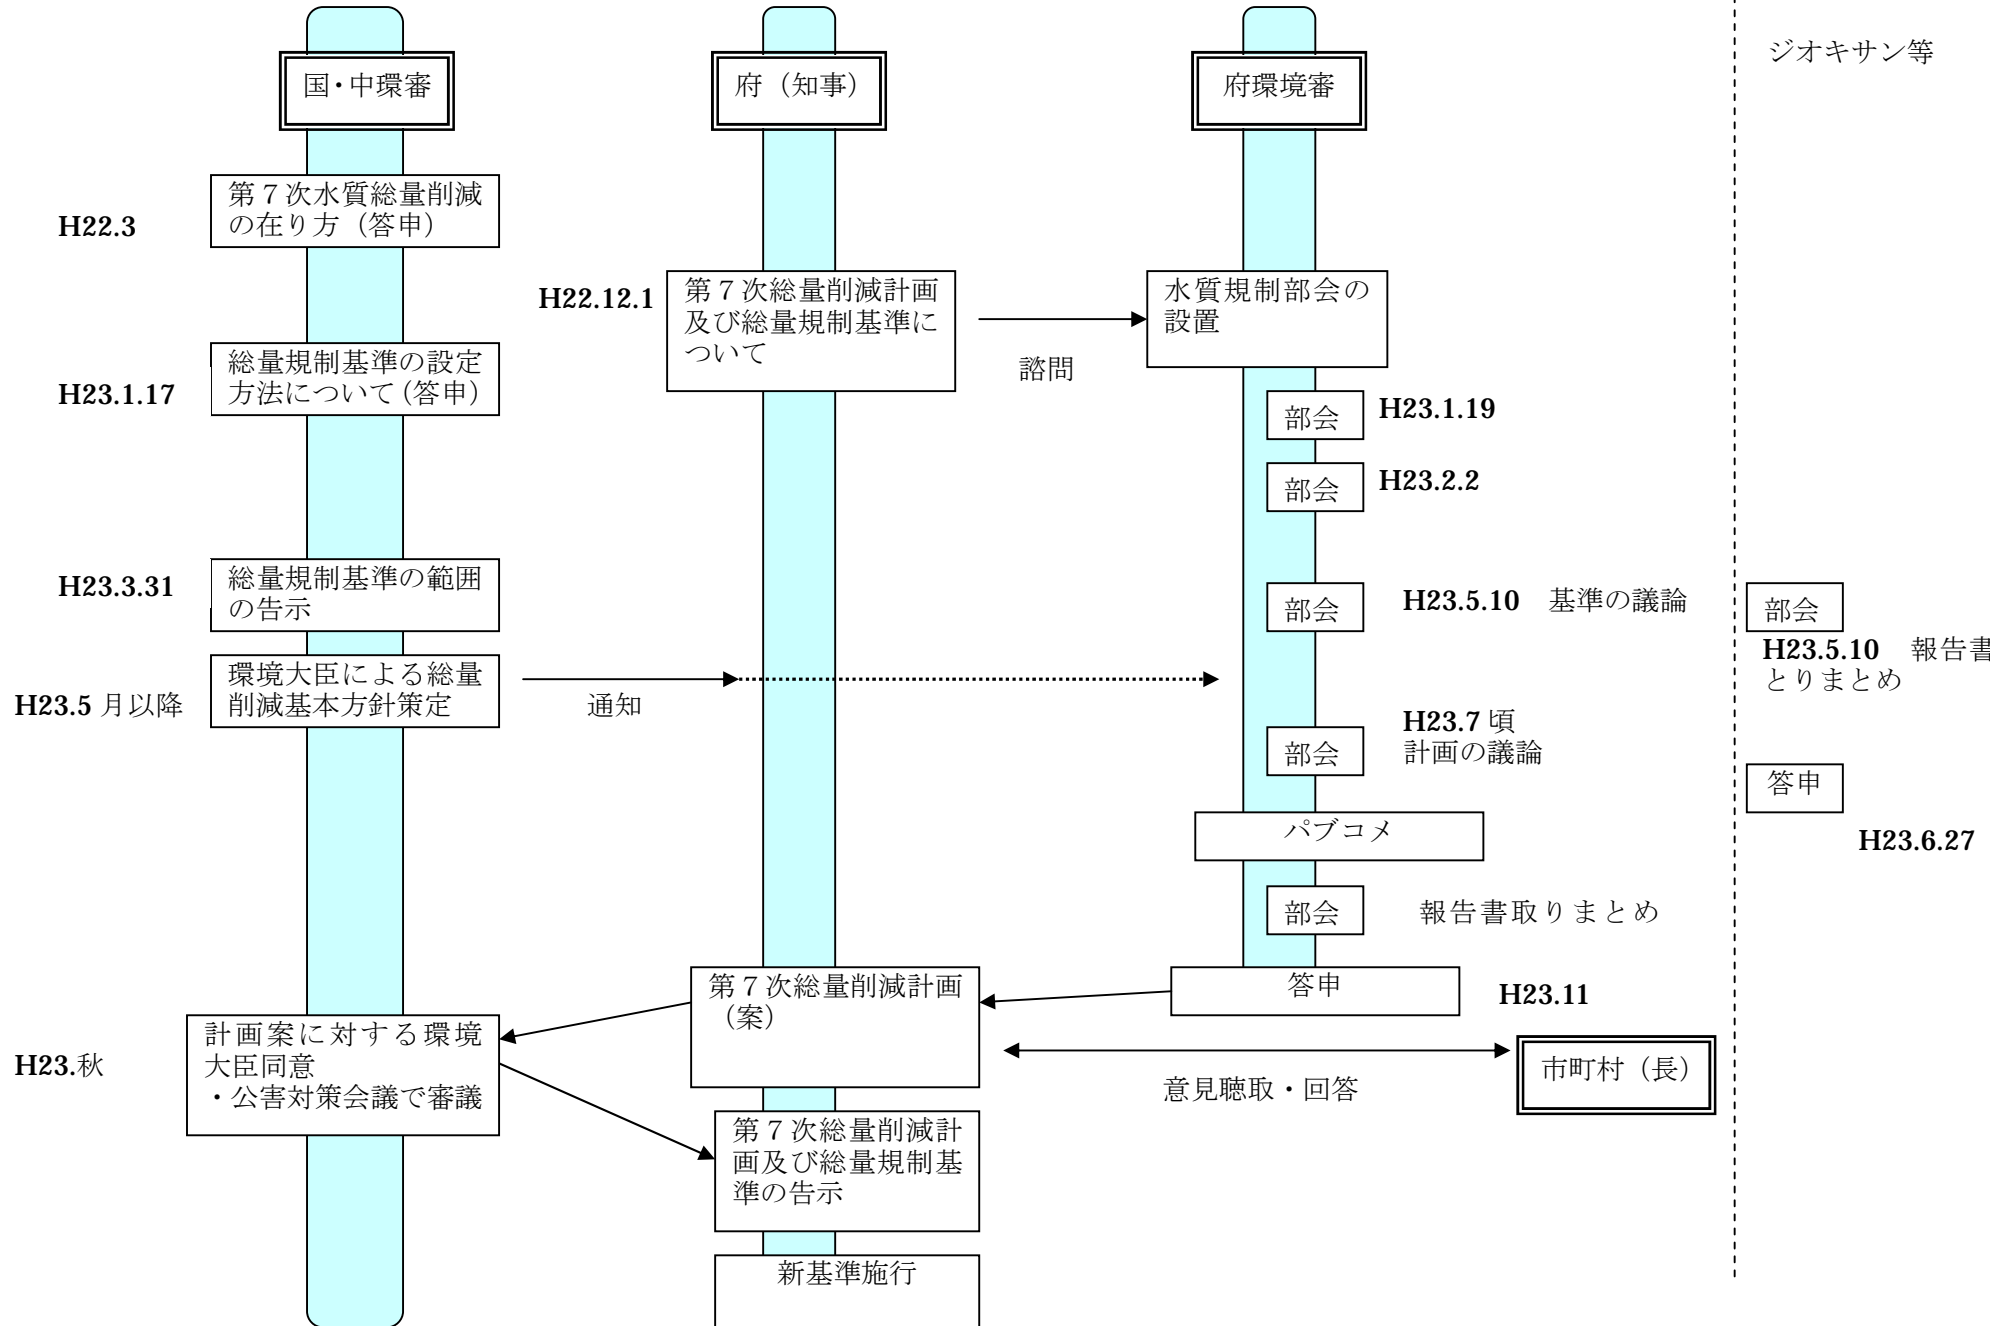 ジオキサン等
国・中環審
府（知事）
府環境審
H22.3
第７次水質総量削減
の在り方（答申）
H22.12.1
第７次総量削減計画
及び総量規制基準に
ついて
諮問
水質規制部会の
設置
H23.1.17
総量規制基準の設定
方法について（答申）
部会 H23.1.19
部会 H23.2.2
H23.3.31
総量規制基準の範囲
の告示
部会 H23.5.10　基準の議論
部会
H23.5.10　報告書
とりまとめ
H23.5 月以降
環境大臣による総量
削減基本方針策定
通知
部会
H23.7 頃
計画の議論
答申
H23.6.27
パブコメ
部会 報告書取りまとめ
第７次総量削減計画
（案）
答申
H23.11
H23.秋
計画案に対する環境
大臣同意
・公害対策会議で審議
意見聴取・回答
市町村（長）
第７次総量削減計
画及び総量規制基
準の告示
新基準施行